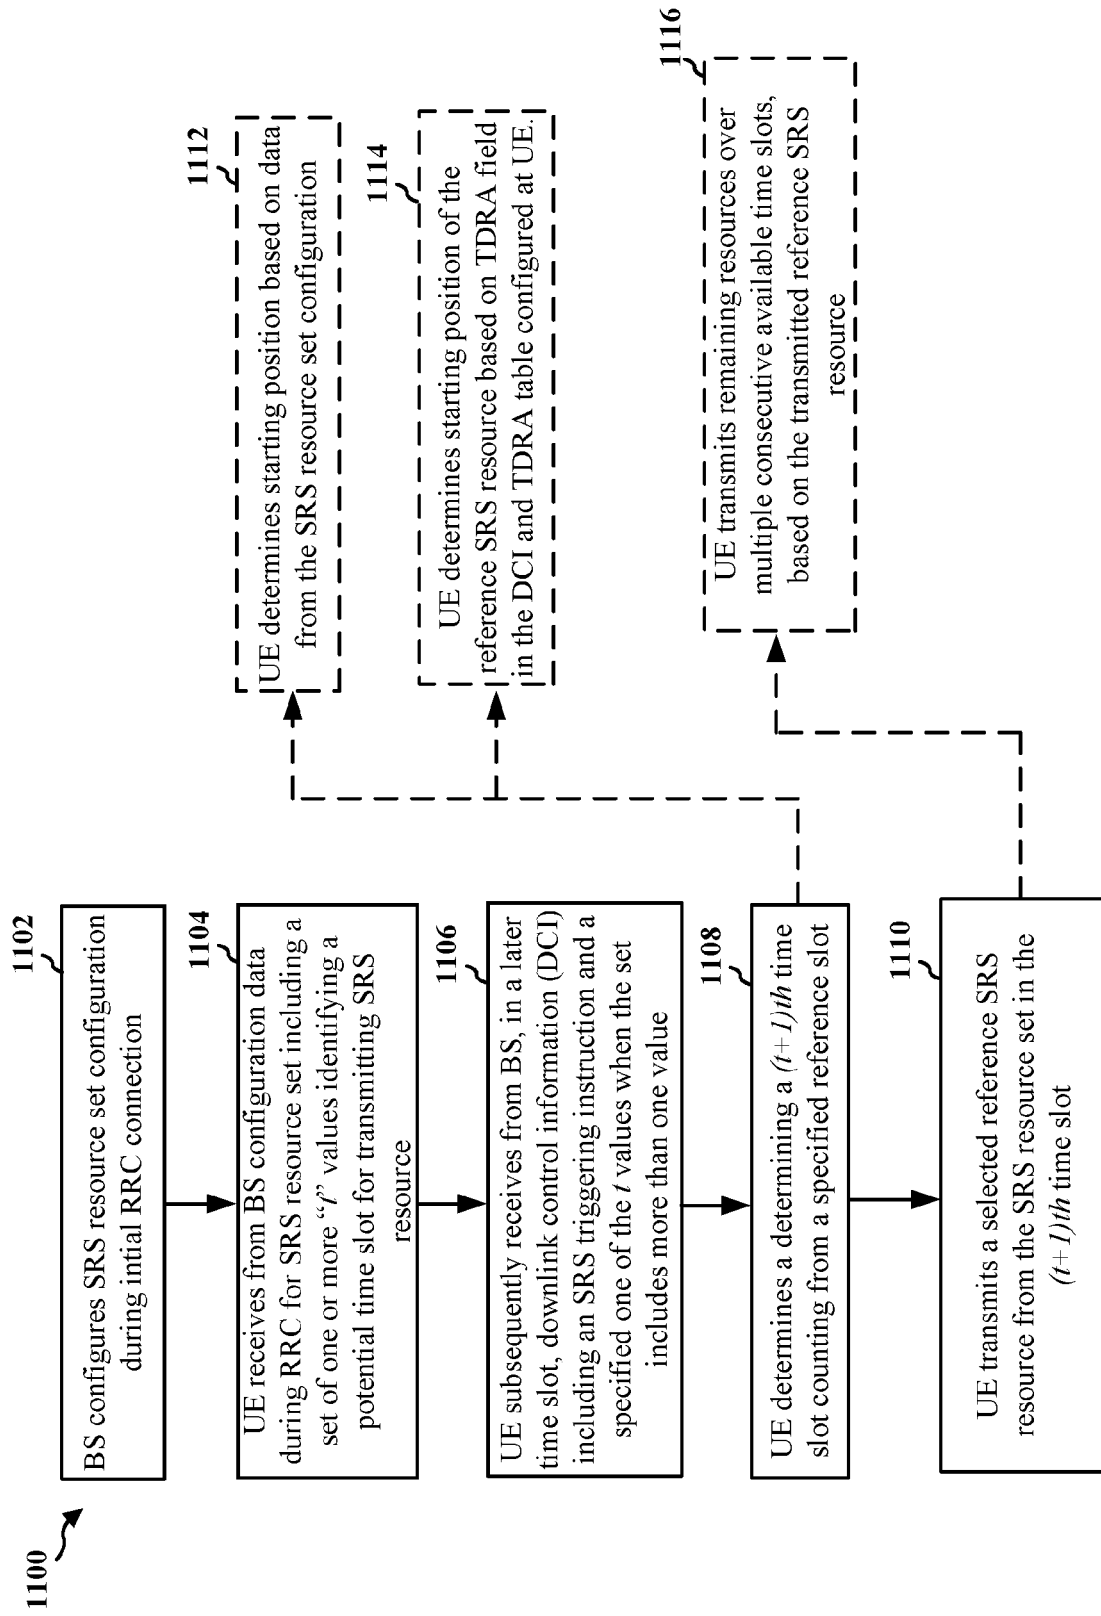 1100
1102
BS configures SRS resource set configuration
during intial RRC connection
1104
UE receives from BS configuration data
during RRC for SRS resource set including a
set of one or more “t” values identifying a
potential time slot for transmitting SRS
resource
1106
UE subsequently receives from BS, in a later
time slot, downlink control information (DCI)
including an SRS triggering instruction and a
specified one of the t values when the set
includes more than one value
1108
UE determines a determining a (t+1)th time
slot counting from a specified reference slot
1110
UE transmits a selected reference SRS
resource from the SRS resource set in the
(t+1)th time slot
1112
UE determines starting position based on data
from the SRS resource set configuration
1114
UE determines starting position of the
reference SRS resource based on TDRA field
in the DCI and TDRA table configured at UE.
1116
UE transmits remaining resources over
multiple consecutive available time slots,
based on the transmitted reference SRS
resource